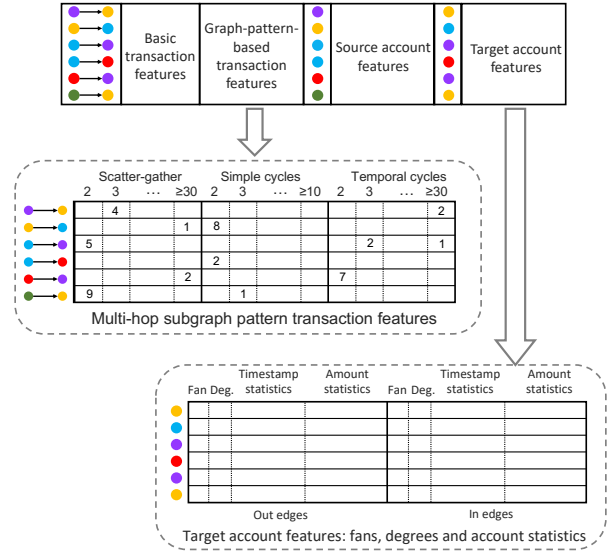 Basic
transaction
features
Graph-pattern-
based
transaction
features
Source account
features
Target account
features
Scatter-gather Simple cycles Temporal cycles
2 3 ... ≥30 2 3 ... ≥10 2 3 ... ≥30
4 2
1 8
5 2 1
2
2 7
9 1
Multi-hop subgraph pattern transaction features
Timestamp statistics Amount statistics Timestamp statistics Amount statistics
Fan Deg. Fan Deg.
Out edges In edges
Target account features: fans, degrees and account statistics